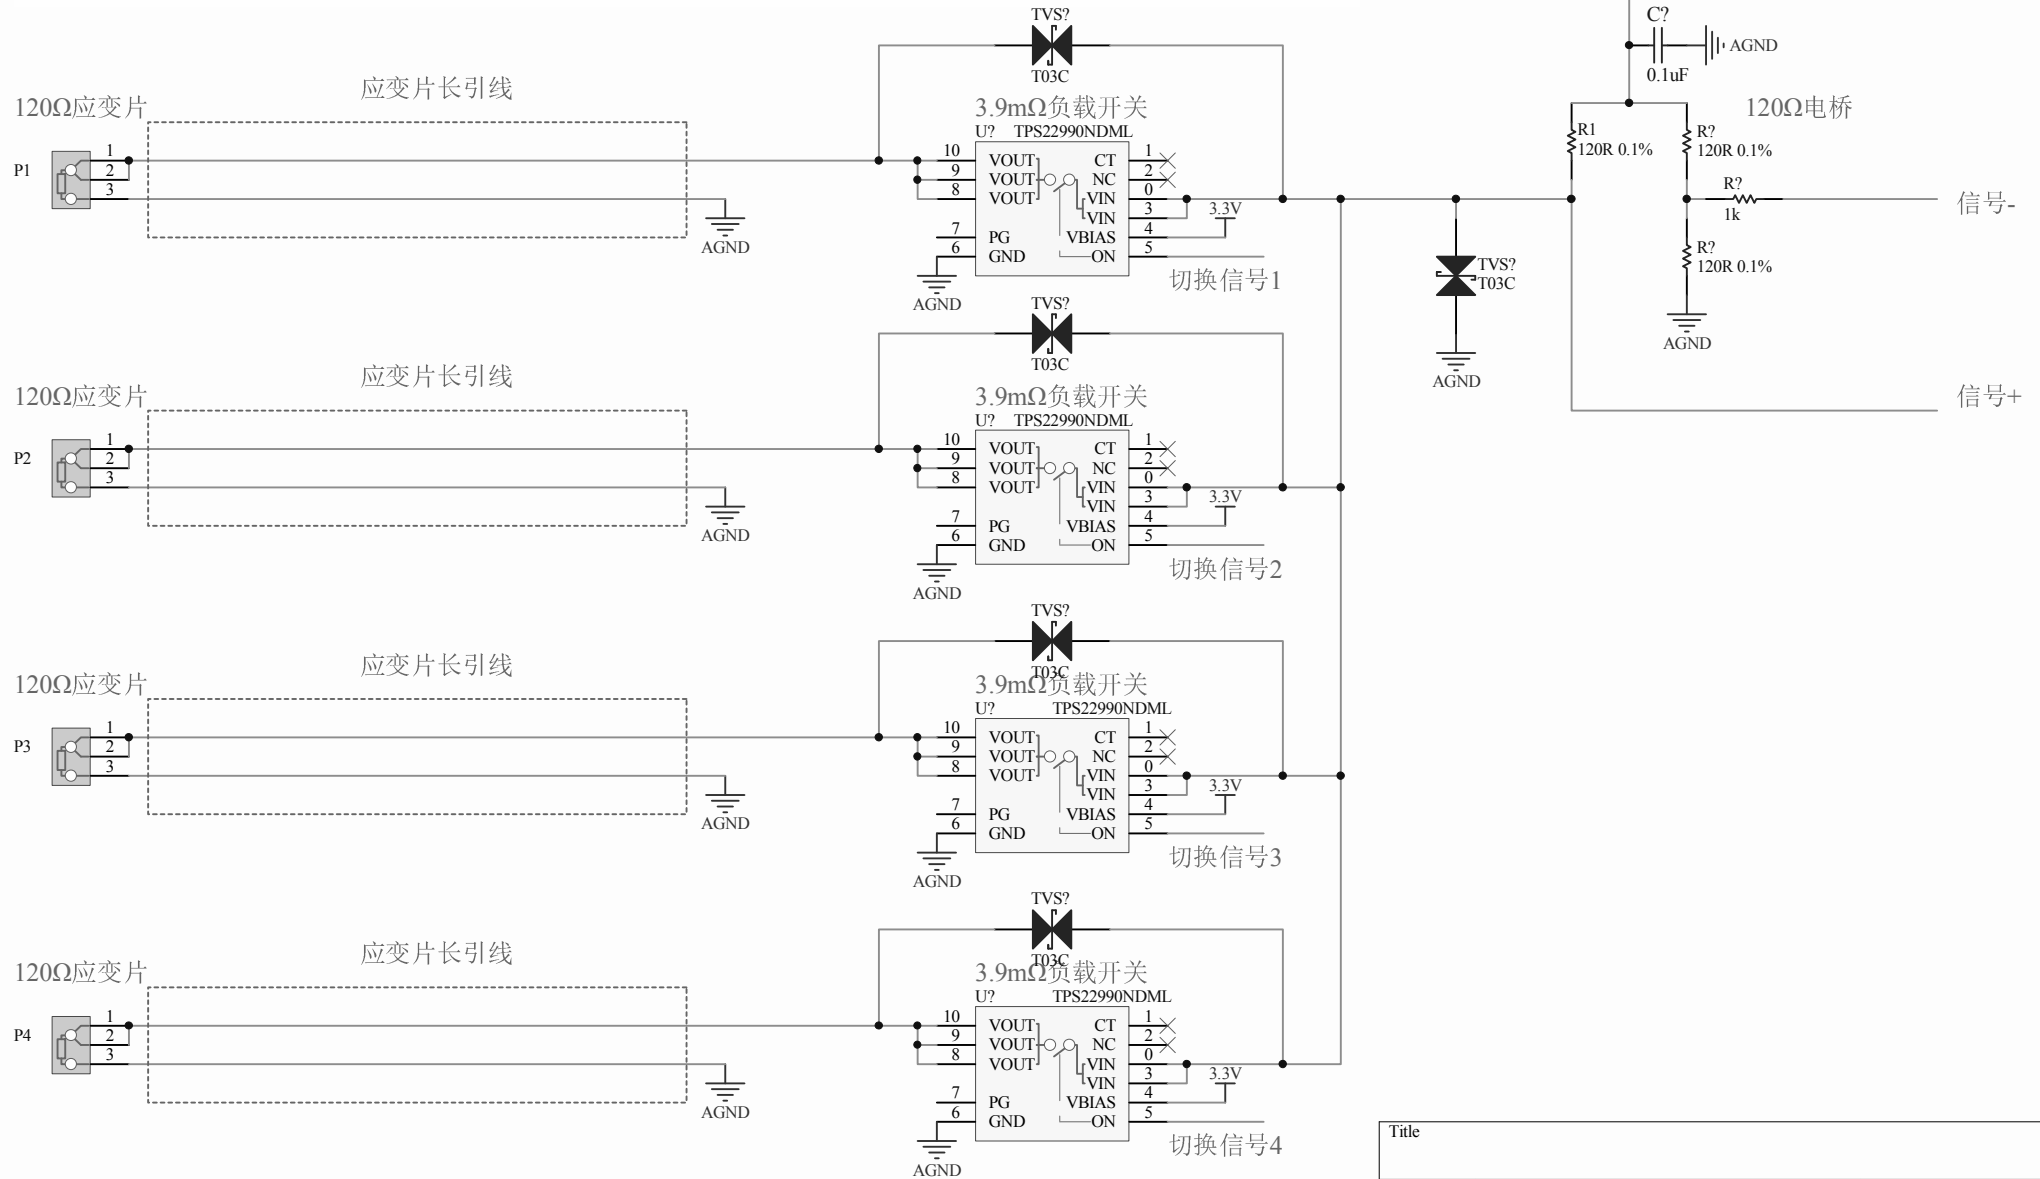 TVS?
T03C
应变片长引线
120Ω应变片
P1
1
2
3
AGND
3.9mΩ负载开关
U? TPS22990NDML
10 VOUT CT 1
9 VOUT NC 2
8 VOUT VIN 0
VIN 3
7 PG VBIAS 4
6 GND ON 5
3.3V
切换信号1
AGND
C?
0.1uF
AGND
120Ω电桥
R1
120R 0.1%
R?
120R 0.1%
R?
1k
信号-
R?
120R 0.1%
AGND
TVS?
T03C
AGND
信号+
TVS?
T03C
应变片长引线
120Ω应变片
P2
1
2
3
AGND
3.9mΩ负载开关
U? TPS22990NDML
10 VOUT CT 1
9 VOUT NC 2
8 VOUT VIN 0
VIN 3
7 PG VBIAS 4
6 GND ON 5
3.3V
切换信号2
AGND
TVS?
T03C
应变片长引线
120Ω应变片
P3
1
2
3
AGND
3.9mΩ负载开关
U? TPS22990NDML
10 VOUT CT 1
9 VOUT NC 2
8 VOUT VIN 0
VIN 3
7 PG VBIAS 4
6 GND ON 5
3.3V
切换信号3
AGND
TVS?
T03C
应变片长引线
120Ω应变片
P4
1
2
3
AGND
3.9mΩ负载开关
U? TPS22990NDML
10 VOUT CT 1
9 VOUT NC 2
8 VOUT VIN 0
VIN 3
7 PG VBIAS 4
6 GND ON 5
3.3V
切换信号4
AGND
Title